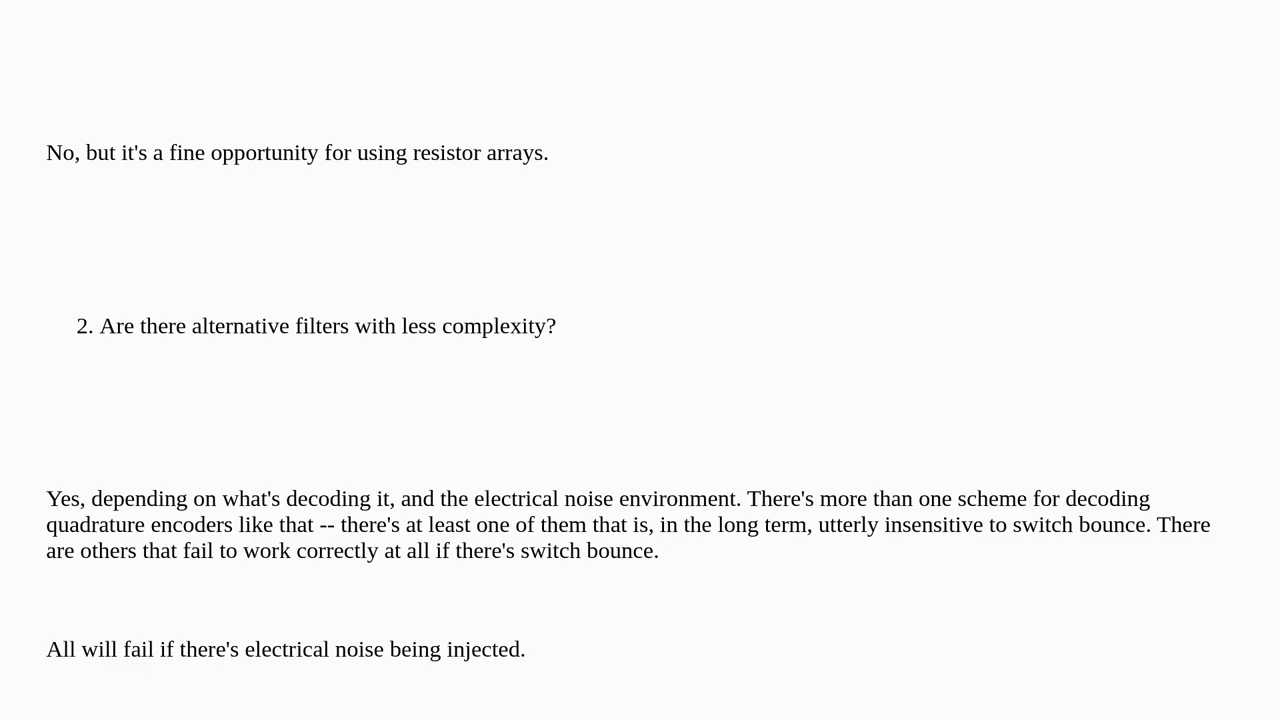 No, but it's a fine opportunity for using resistor arrays.
2. Are there alternative filters with less complexity?
Yes, depending on what's decoding it, and the electrical noise environment. There's more than one scheme for decoding
quadrature encoders like that -- there's at least one of them that is, in the long term, utterly insensitive to switch bounce. There
are others that fail to work correctly at all if there's switch bounce.
All will fail if there's electrical noise being injected.